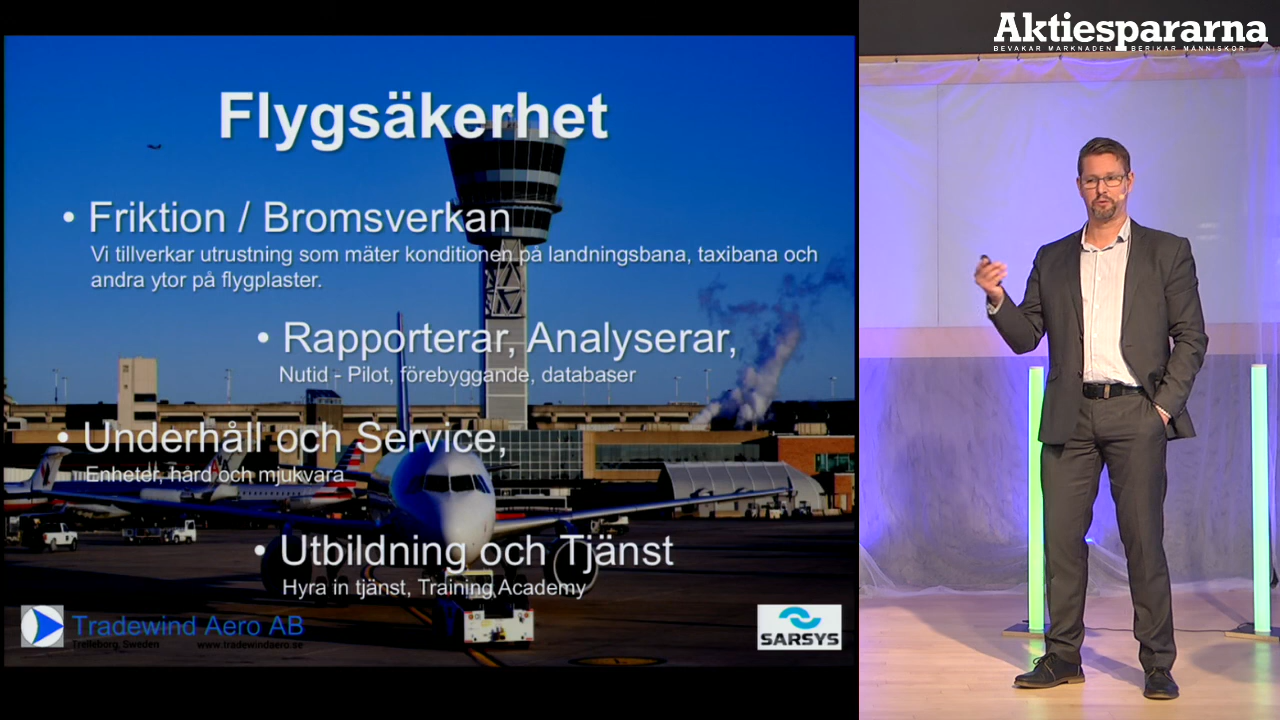 Aktiespararna
BEVAKAR MARKNADEN BERIKAR MÄNNISKOR
Flygsäkerhet
• Friktion / Bromsverkan
Vi tillverkar utrustning som mäter konditionen på landningsbana, taxibana och
andra ytor på flygplaster.
• Rapporterar, Analyserar,
Nutid - Pilot, förebyggande, databaser
• Underhåll och Service,
Enheter, hård och mjukvara
• Utbildning och Tjänst
Hyra in tjänst, Training Academy
Tradewind Aero AB
Trelleborg, Sweden www.tradewindaero.se
SARSYS